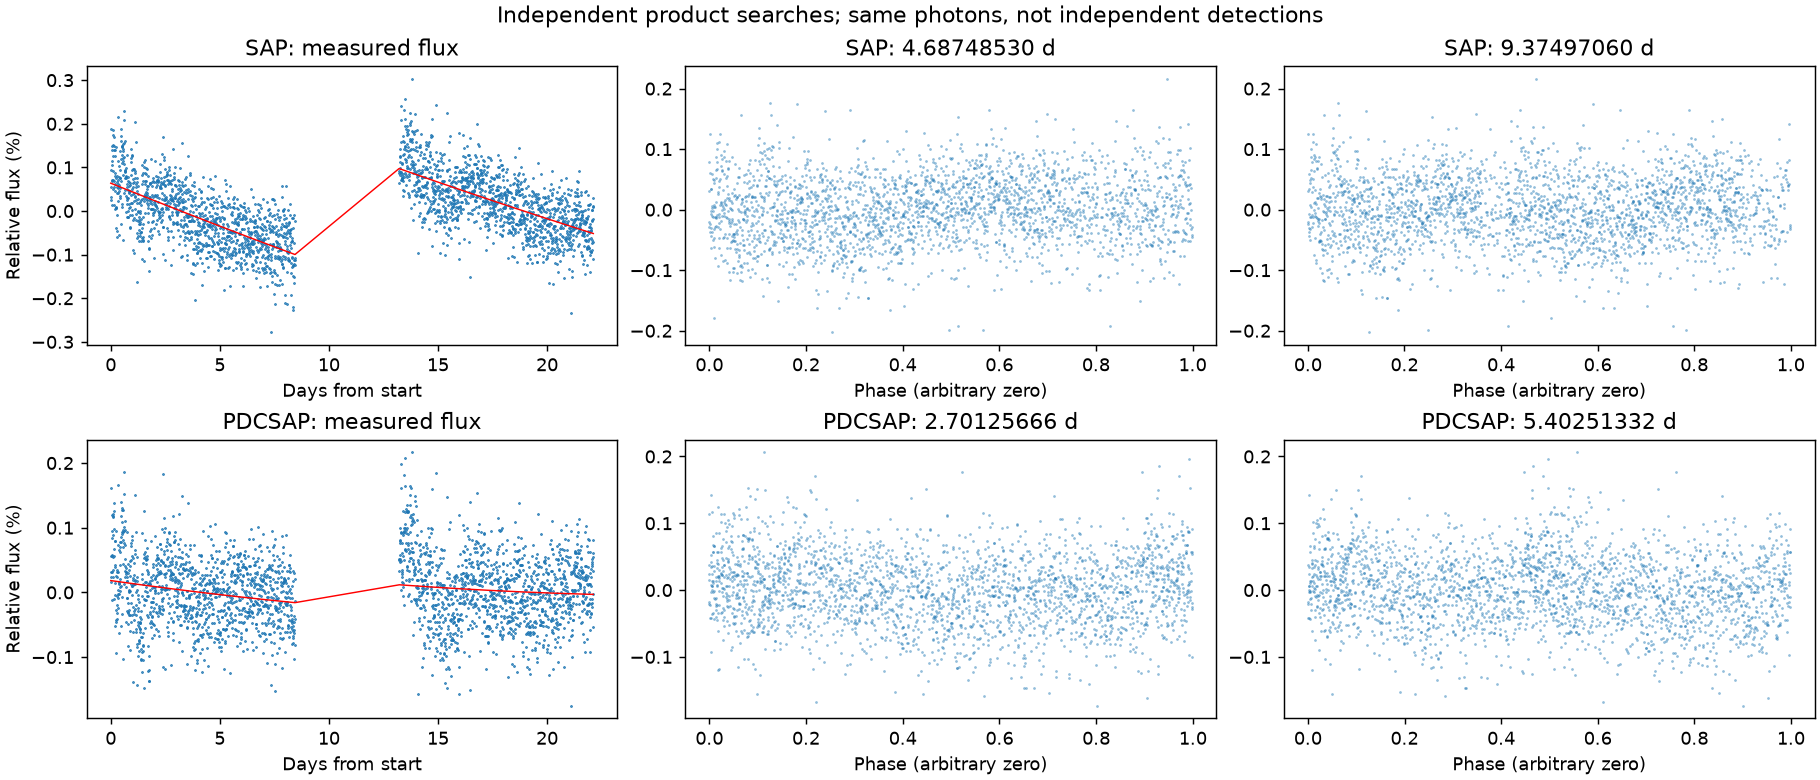 Independent product searches; same photons, not independent detections
SAP: measured flux
SAP: 4.68748530 d
SAP: 9.37497060 d
Relative flux (%)
0.3
0.2
0.1
0.0
−0.1
−0.2
−0.3
0 5 10 15 20
Days from start
0.2
0.1
0.0
−0.1
−0.2
0.0 0.2 0.4 0.6 0.8 1.0
Phase (arbitrary zero)
0.2
0.1
0.0
−0.1
−0.2
0.0 0.2 0.4 0.6 0.8 1.0
Phase (arbitrary zero)
PDCSAP: measured flux
PDCSAP: 2.70125666 d
PDCSAP: 5.40251332 d
Relative flux (%)
0.2
0.1
0.0
−0.1
0 5 10 15 20
Days from start
0.2
0.1
0.0
−0.1
0.0 0.2 0.4 0.6 0.8 1.0
Phase (arbitrary zero)
0.2
0.1
0.0
−0.1
0.0 0.2 0.4 0.6 0.8 1.0
Phase (arbitrary zero)